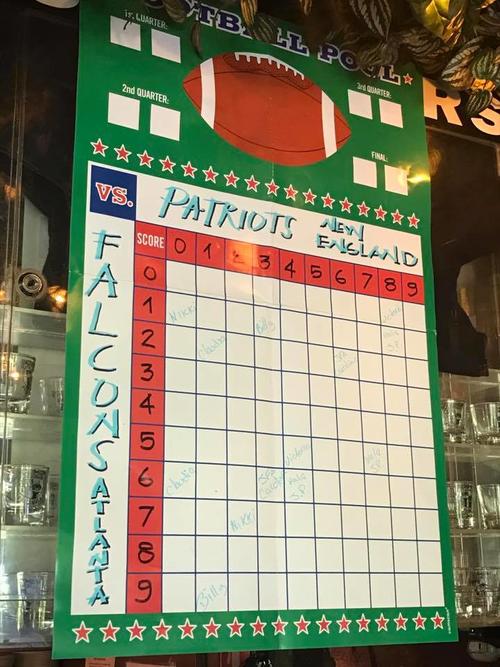 FOOTBALL POOL
1st QUARTER:
2nd QUARTER:
3rd QUARTER:
FINAL:
VS.
PATRIOTS NEW ENGLAND
FALCONS ATLANTA
SCORE 0 1 2 3 4 5 6 7 8 9
0
1
2
3
4
5
6
7
8
9
Nikki
Billy
Nikki
Billy
RS